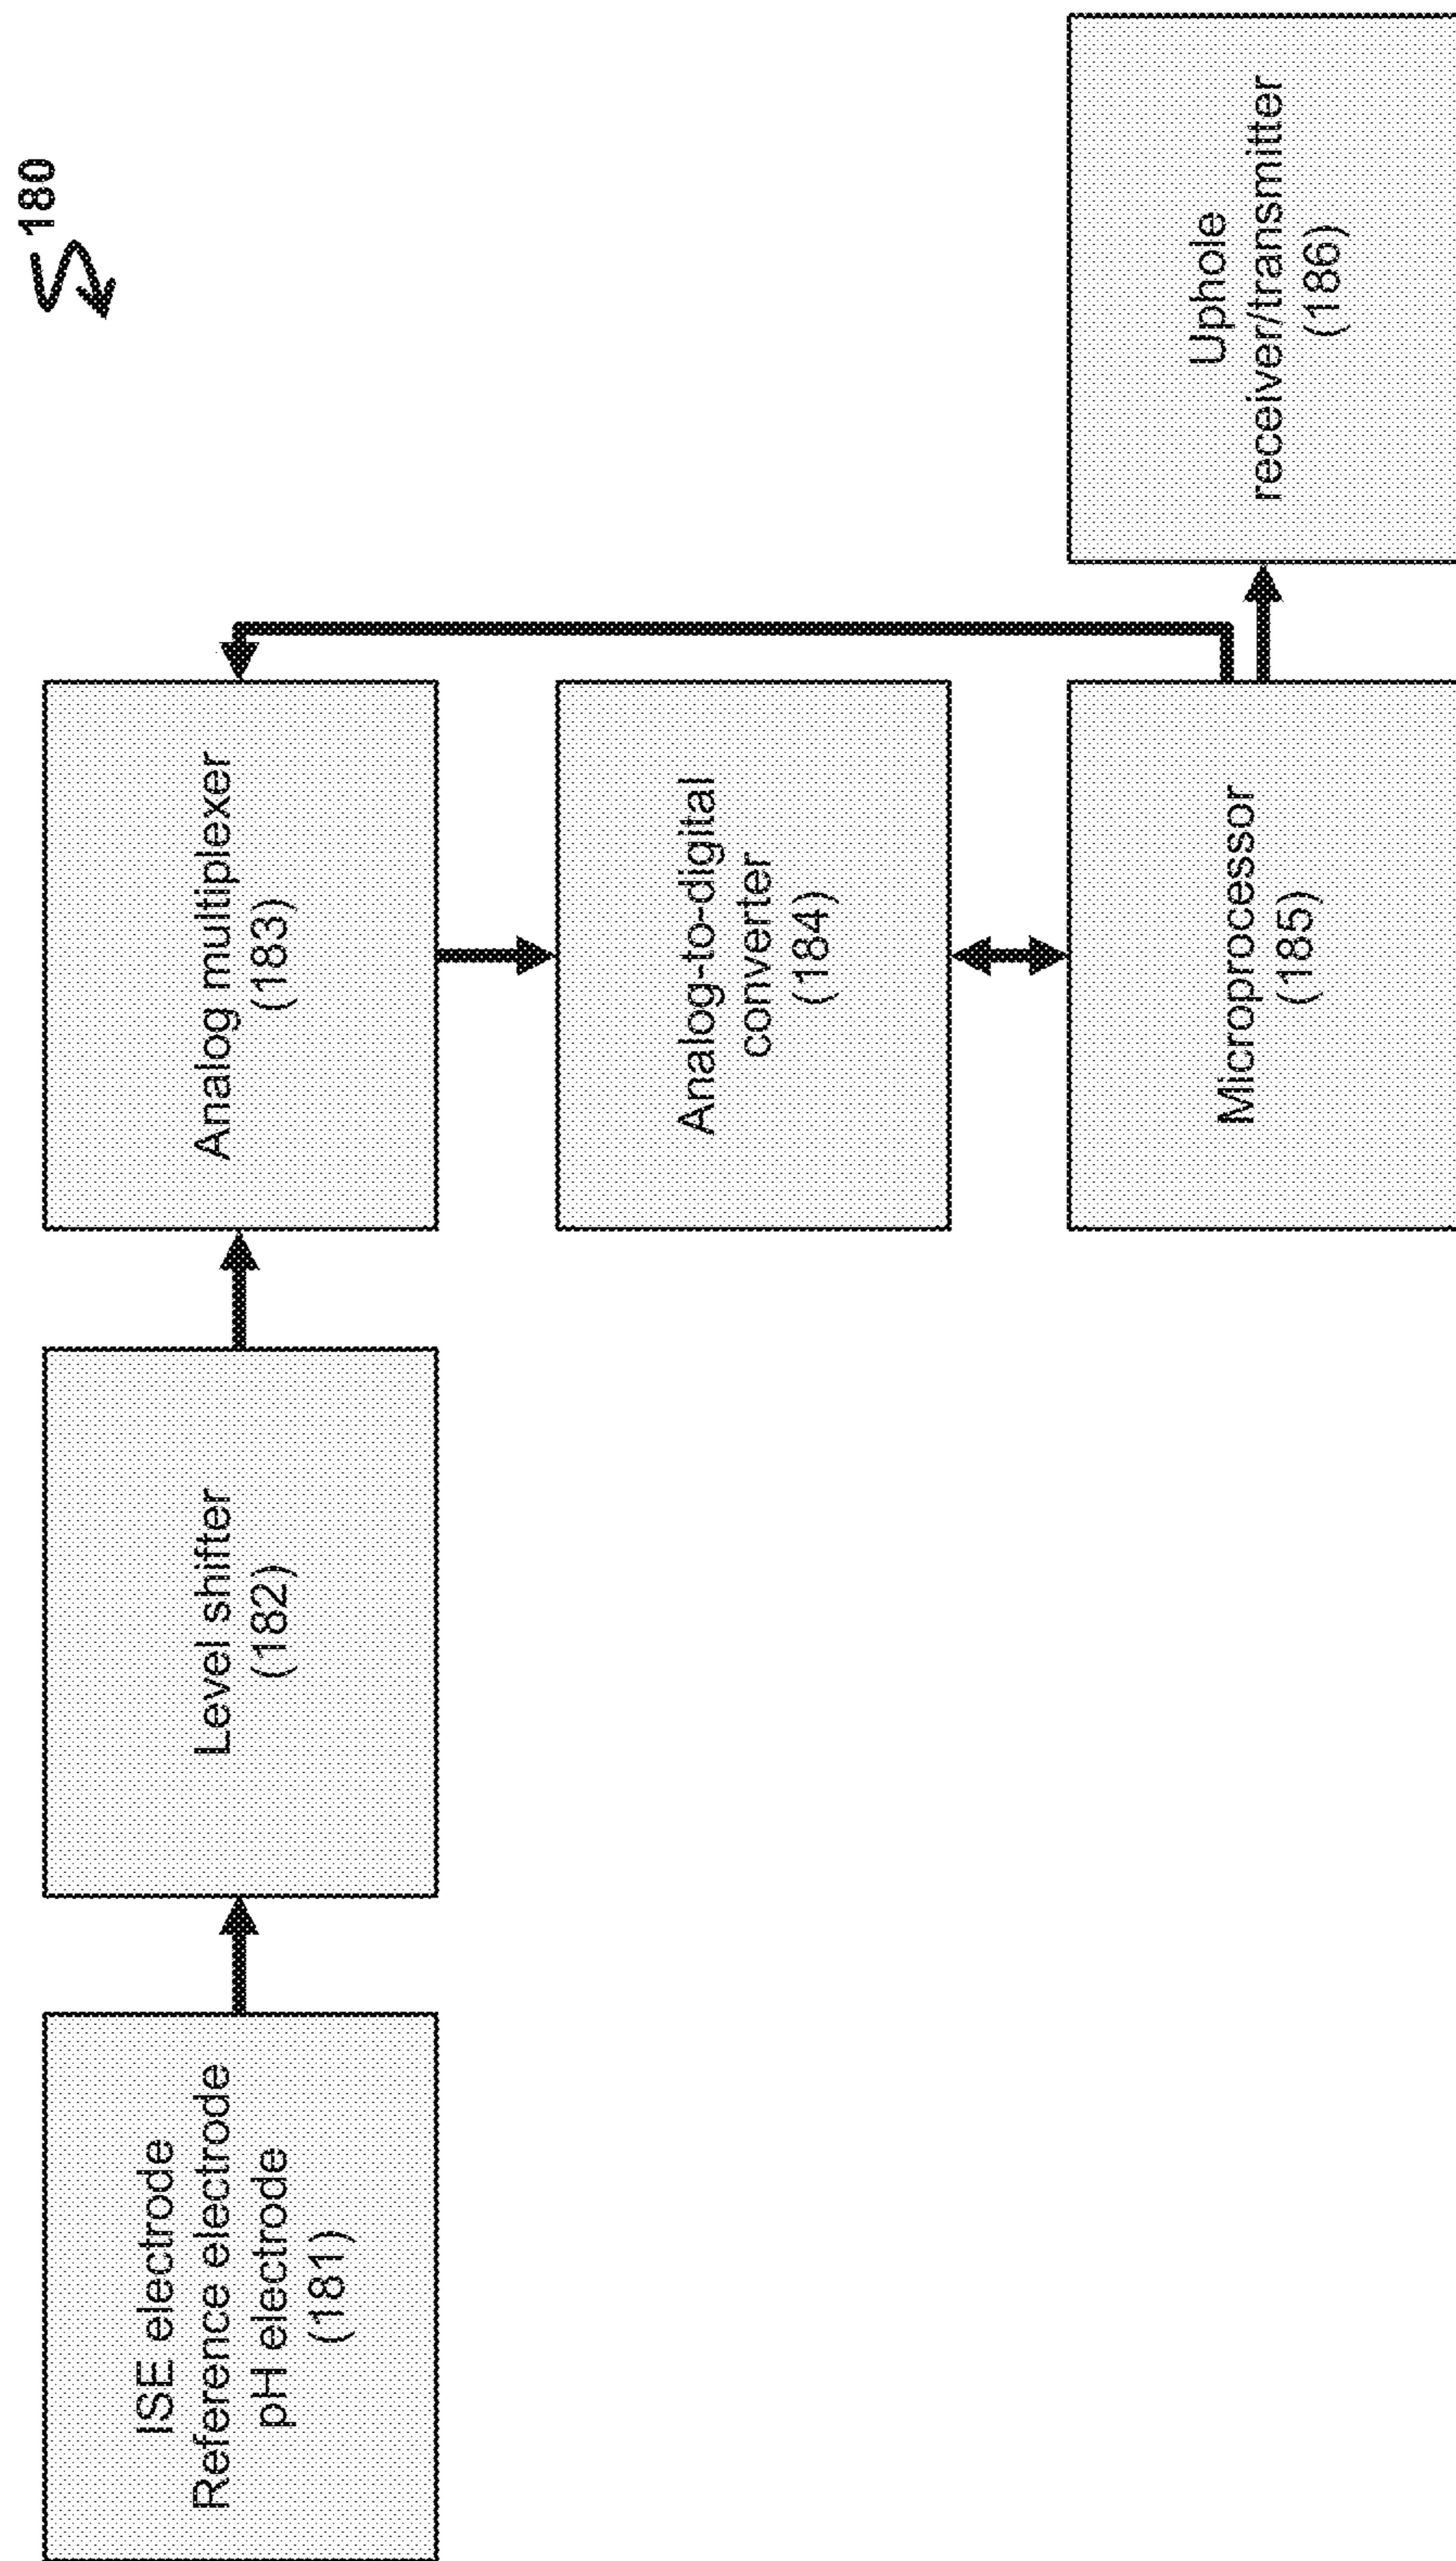 180
ISE electrode
Reference electrode
pH electrode
(181)
Level shifter
(182)
Analog multiplexer
(183)
Analog-to-digital
converter
(184)
Microprocessor
(185)
Uphole
receiver/transmitter
(186)